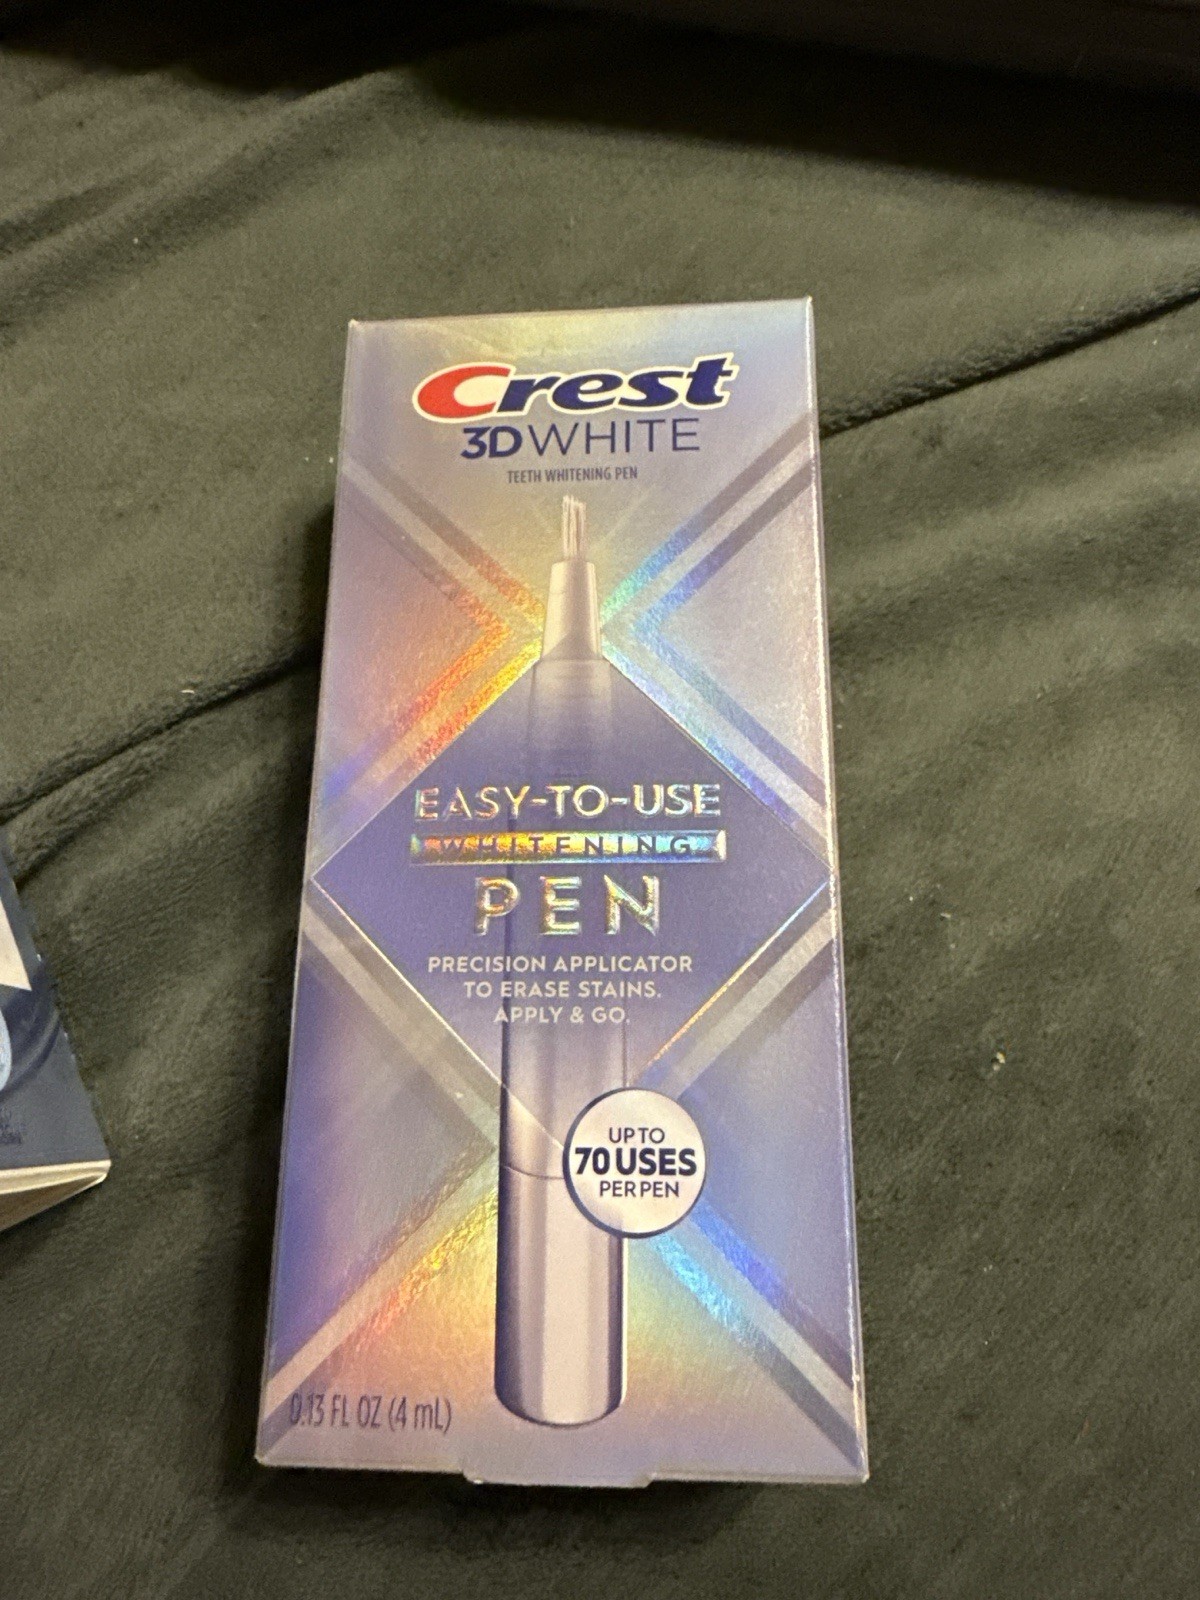 Crest
3DWHITE
TEETH WHITENING PEN
EASY-TO-USE
WHITENING
PEN
PRECISION APPLICATOR
TO ERASE STAINS.
APPLY & GO.
UP TO
70 USES
PER PEN
0.13 FL OZ (4 mL)